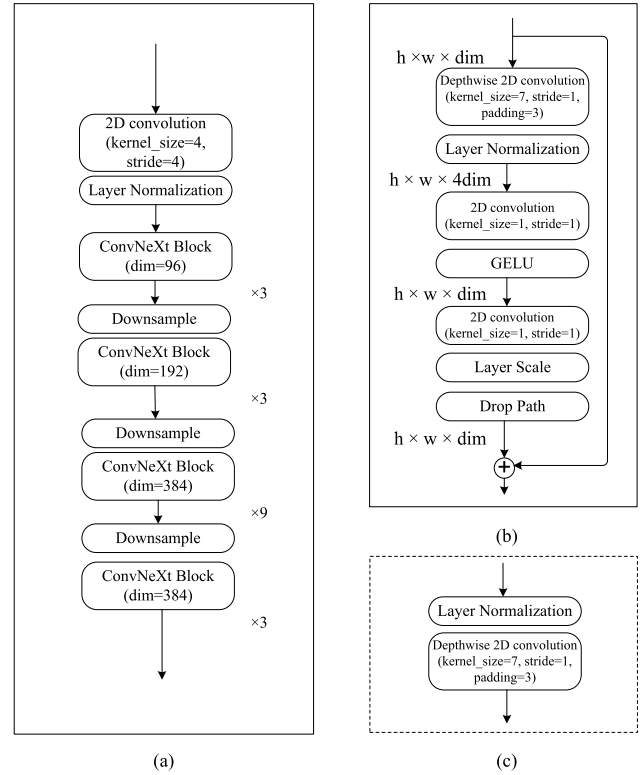 2D convolution
(kernel_size=4,
stride=4)
Layer Normalization
ConvNeXt Block
(dim=96)
×3
Downsample
ConvNeXt Block
(dim=192)
×3
Downsample
ConvNeXt Block
(dim=384)
×9
Downsample
ConvNeXt Block
(dim=384)
×3
(a)
h ×w × dim
Depthwise 2D convolution
(kernel_size=7, stride=1,
padding=3)
Layer Normalization
h × w × 4dim
2D convolution
(kernel_size=1, stride=1)
GELU
h × w × dim
2D convolution
(kernel_size=1, stride=1)
Layer Scale
Drop Path
h × w × dim
+
(b)
Layer Normalization
Depthwise 2D convolution
(kernel_size=7, stride=1,
padding=3)
(c)